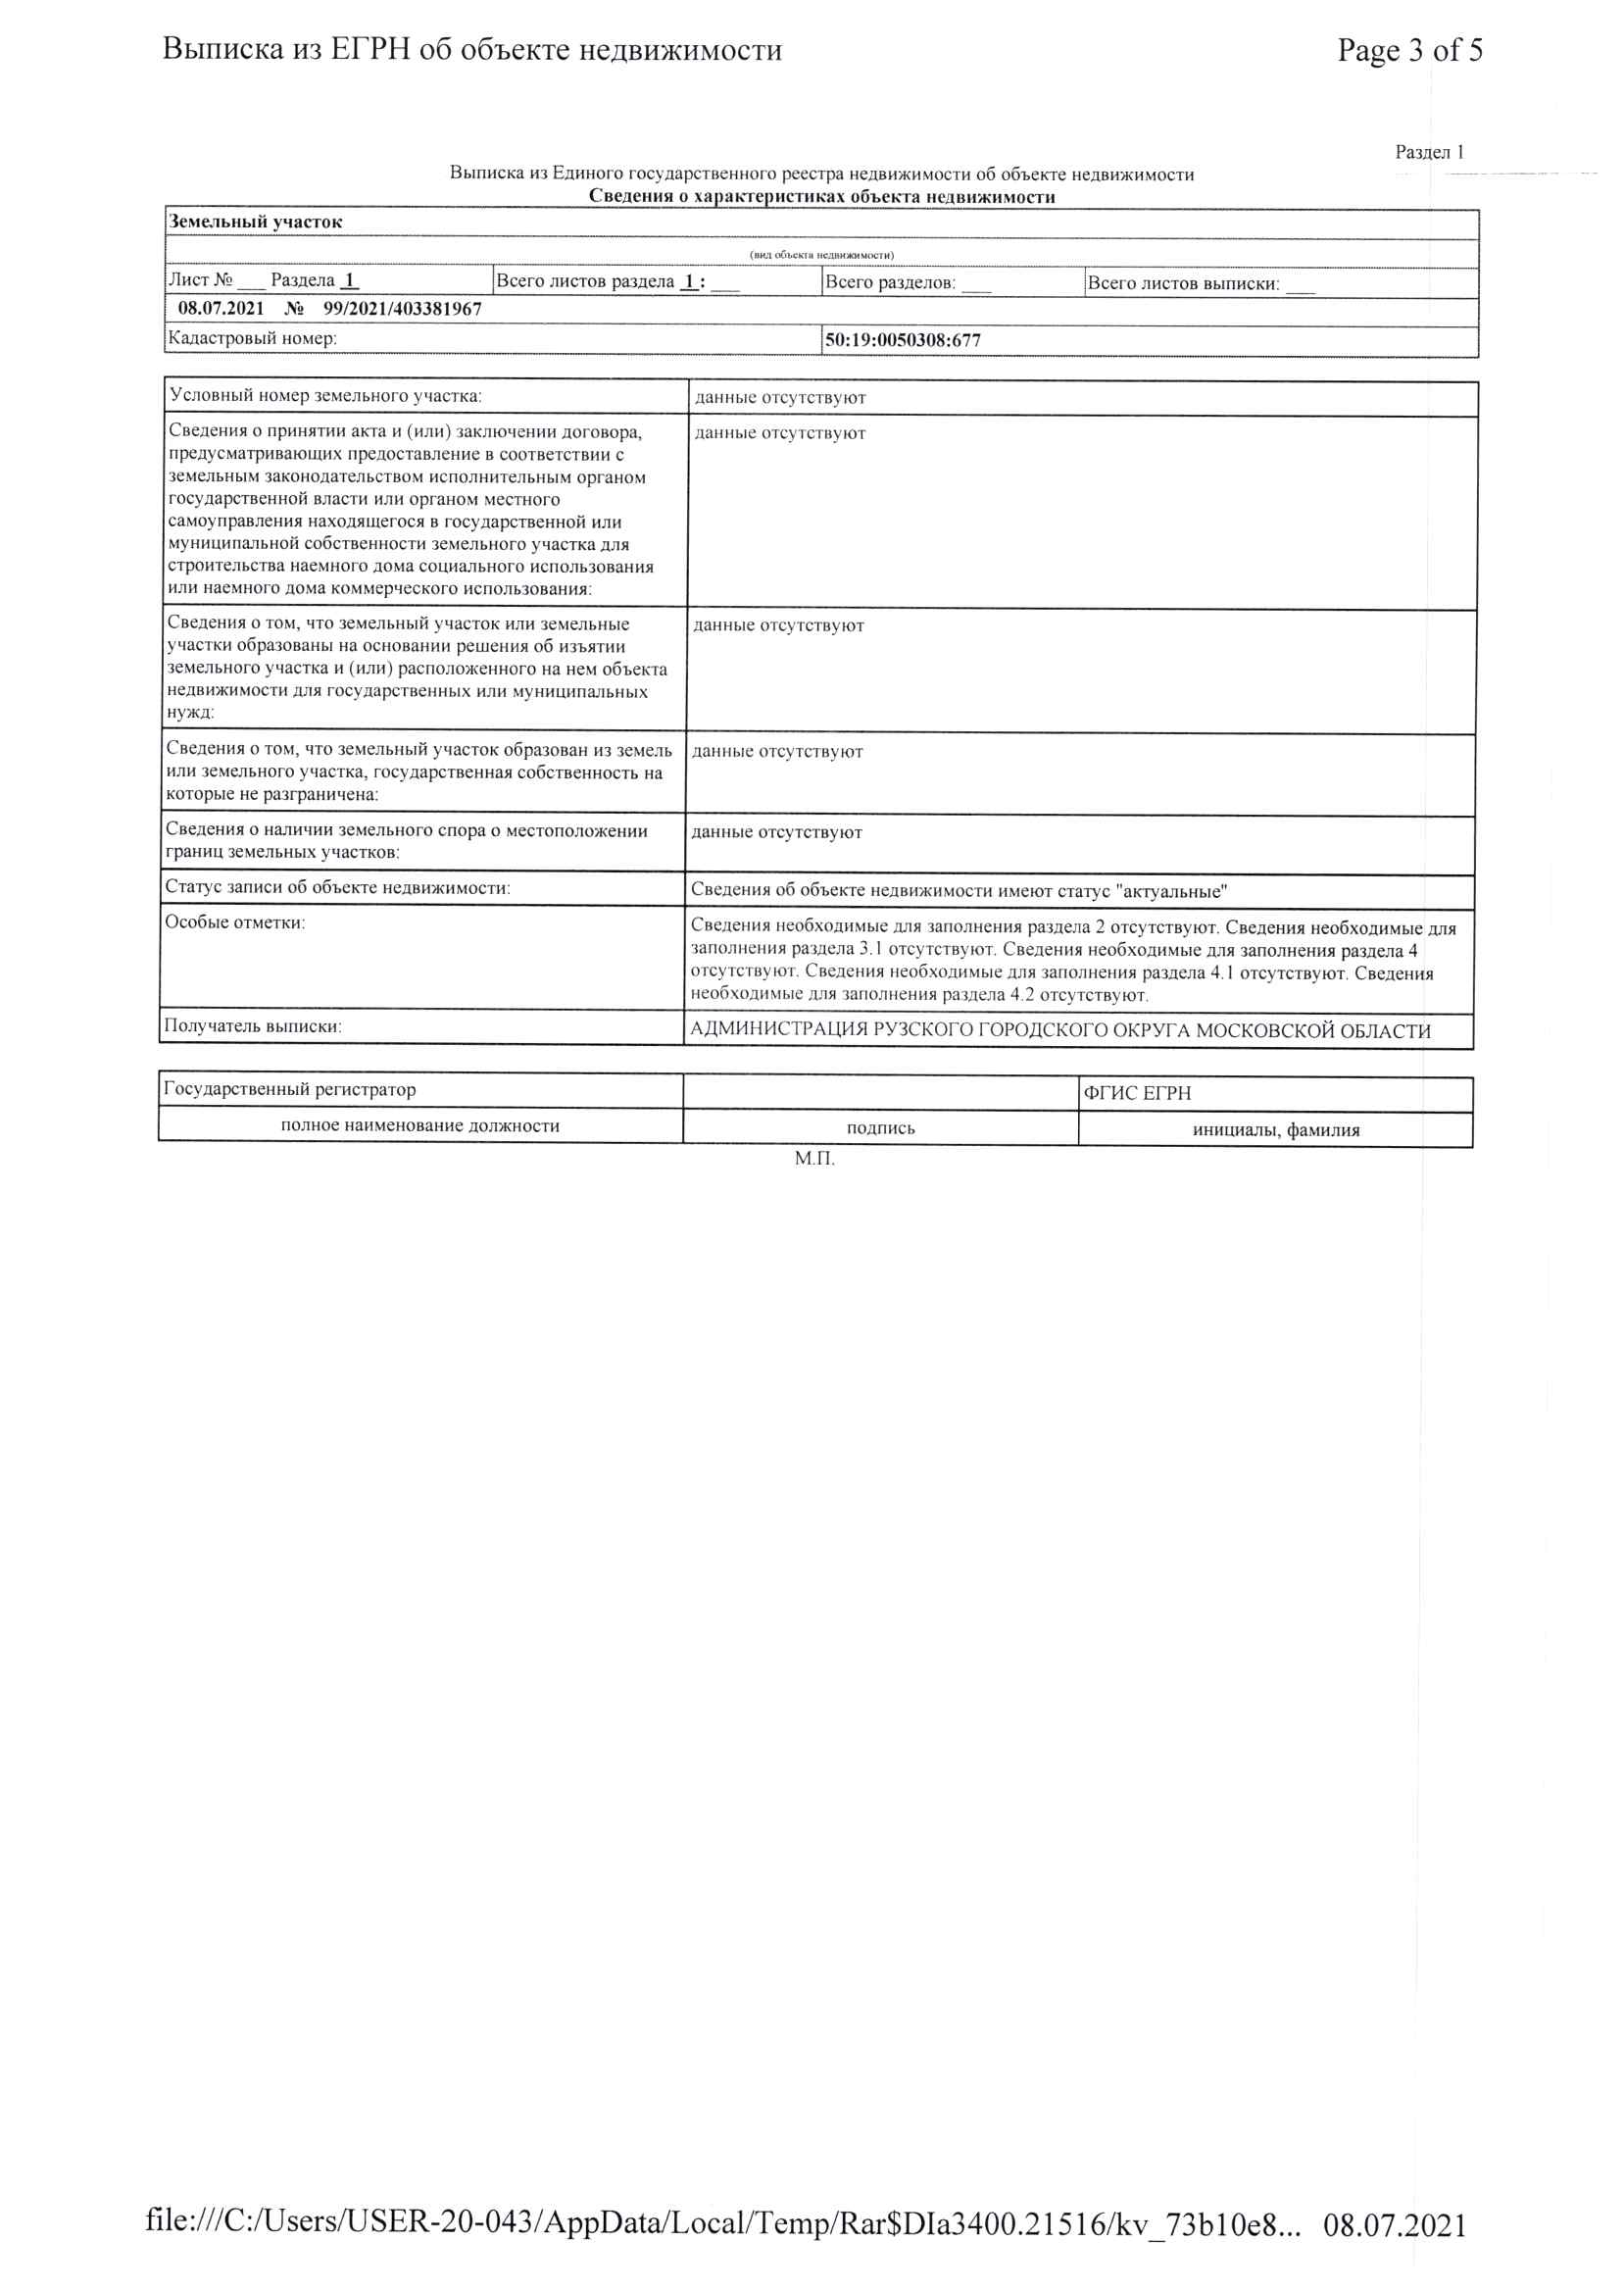 Выписка из ЕГРН об объекте недвижимости Page 3 of 5
Раздел 1
Выписка из Единого государственного реестра недвижимости об объекте недвижимости
Сведения о характеристиках объекта недвижимости
Земельный участок
(вид объекта недвижимости)
Лист № ___ Раздела 1 Всего листов раздела 1 : ___ Всего разделов: ___ Всего листов выписки: ___
08.07.2021 № 99/2021/403381967
Кадастровый номер: 50:19:0050308:677
Условный номер земельного участка: данные отсутствуют
Сведения о принятии акта и (или) заключении договора, данные отсутствуют
предусматривающих предоставление в соответствии с
земельным законодательством исполнительным органом
государственной власти или органом местного
самоуправления находящегося в государственной или
муниципальной собственности земельного участка для
строительства наемного дома социального использования
или наемного дома коммерческого использования:
Сведения о том, что земельный участок или земельные данные отсутствуют
участки образованы на основании решения об изъятии
земельного участка и (или) расположенного на нем объекта
недвижимости для государственных или муниципальных
нужд:
Сведения о том, что земельный участок образован из земель данные отсутствуют
или земельного участка, государственная собственность на
которые не разграничена:
Сведения о наличии земельного спора о местоположении данные отсутствуют
границ земельных участков:
Статус записи об объекте недвижимости: Сведения об объекте недвижимости имеют статус "актуальные"
Особые отметки: Сведения необходимые для заполнения раздела 2 отсутствуют. Сведения необходимые для
заполнения раздела 3.1 отсутствуют. Сведения необходимые для заполнения раздела 4
отсутствуют. Сведения необходимые для заполнения раздела 4.1 отсутствуют. Сведения
необходимые для заполнения раздела 4.2 отсутствуют.
Получатель выписки: АДМИНИСТРАЦИЯ РУЗСКОГО ГОРОДСКОГО ОКРУГА МОСКОВСКОЙ ОБЛАСТИ
Государственный регистратор ФГИС ЕГРН
полное наименование должности подпись инициалы, фамилия
М.П.
file:///C:/Users/USER-20-043/AppData/Local/Temp/Rar$DIa3400.21516/kv_73b10e8... 08.07.2021